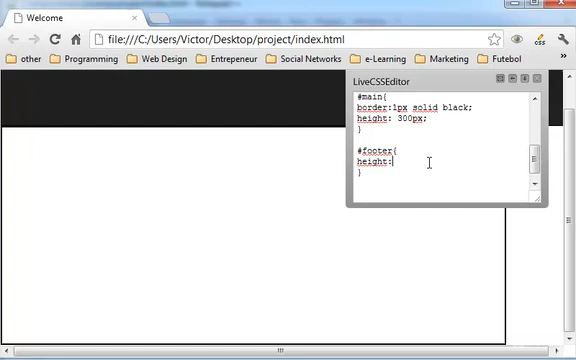 Welcome
file:///C:/Users/Victor/Desktop/project/index.html
css
other Programming Web Design Entrepeneur Social Networks e-Learning Marketing Futebol
LiveCSSEditor
#main{
border:1px solid black;
height: 300px;
}
#footer{
height:
}